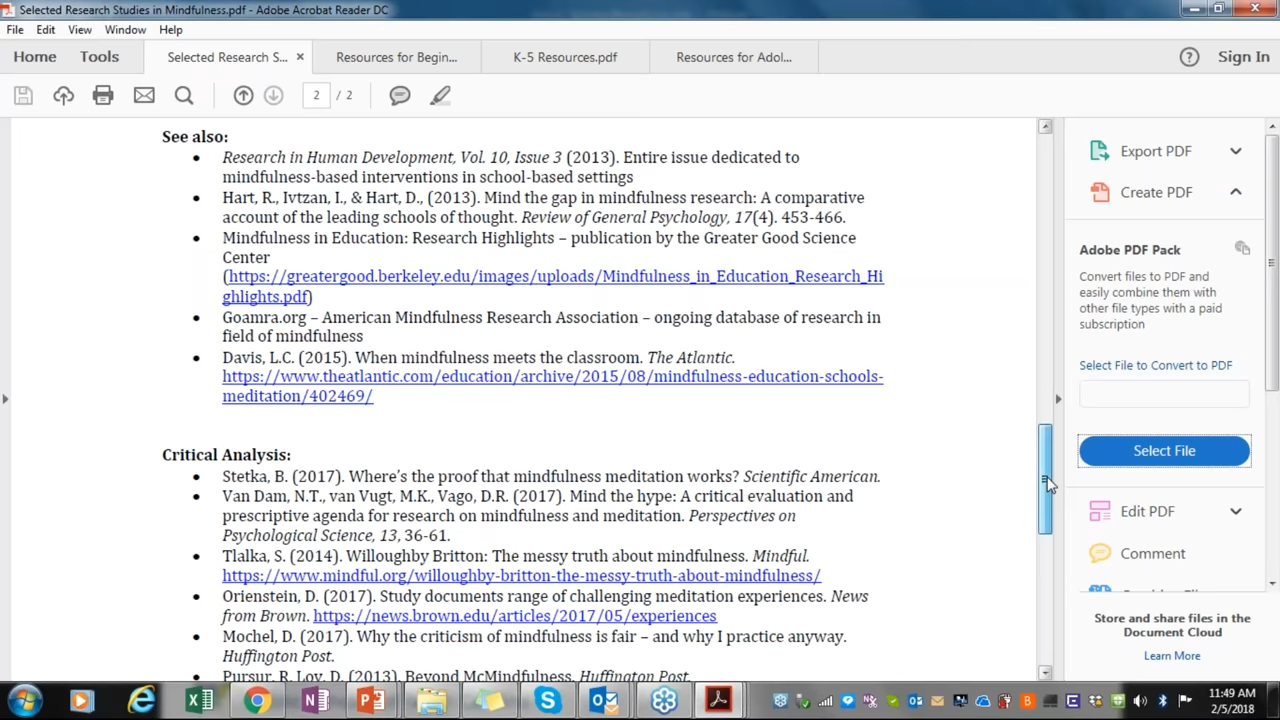 Selected Research Studies in Mindfulness.pdf - Adobe Acrobat Reader DC
File Edit View Window Help
Home Tools Selected Research S... × Resources for Begin... K-5 Resources.pdf Resources for Adol... Sign In
2 / 2
See also:
• Research in Human Development, Vol. 10, Issue 3 (2013). Entire issue dedicated to
mindfulness-based interventions in school-based settings
• Hart, R., Ivtzan, I., & Hart, D., (2013). Mind the gap in mindfulness research: A comparative
account of the leading schools of thought. Review of General Psychology, 17(4). 453-466.
• Mindfulness in Education: Research Highlights – publication by the Greater Good Science
Center
(https://greatergood.berkeley.edu/images/uploads/Mindfulness_in_Education_Research_Hi
ghlights.pdf)
• Goamra.org – American Mindfulness Research Association – ongoing database of research in
field of mindfulness
• Davis, L.C. (2015). When mindfulness meets the classroom. The Atlantic.
https://www.theatlantic.com/education/archive/2015/08/mindfulness-education-schools-
meditation/402469/
Critical Analysis:
• Stetka, B. (2017). Where’s the proof that mindfulness meditation works? Scientific American.
• Van Dam, N.T., van Vugt, M.K., Vago, D.R. (2017). Mind the hype: A critical evaluation and
prescriptive agenda for research on mindfulness and meditation. Perspectives on
Psychological Science, 13, 36-61.
• Tlalka, S. (2014). Willoughby Britton: The messy truth about mindfulness. Mindful.
https://www.mindful.org/willoughby-britton-the-messy-truth-about-mindfulness/
• Orienstein, D. (2017). Study documents range of challenging meditation experiences. News
from Brown. https://news.brown.edu/articles/2017/05/experiences
• Mochel, D. (2017). Why the criticism of mindfulness is fair – and why I practice anyway.
Huffington Post.
• Pursur, R. Loy, D. (2013). Beyond McMindfulness. Huffington Post.
Export PDF
Create PDF
Adobe PDF Pack
Convert files to PDF and
easily combine them with
other file types with a paid
subscription
Select File to Convert to PDF
Select File
Edit PDF
Comment
Store and share files in the
Document Cloud
Learn More
11:49 AM
2/5/2018